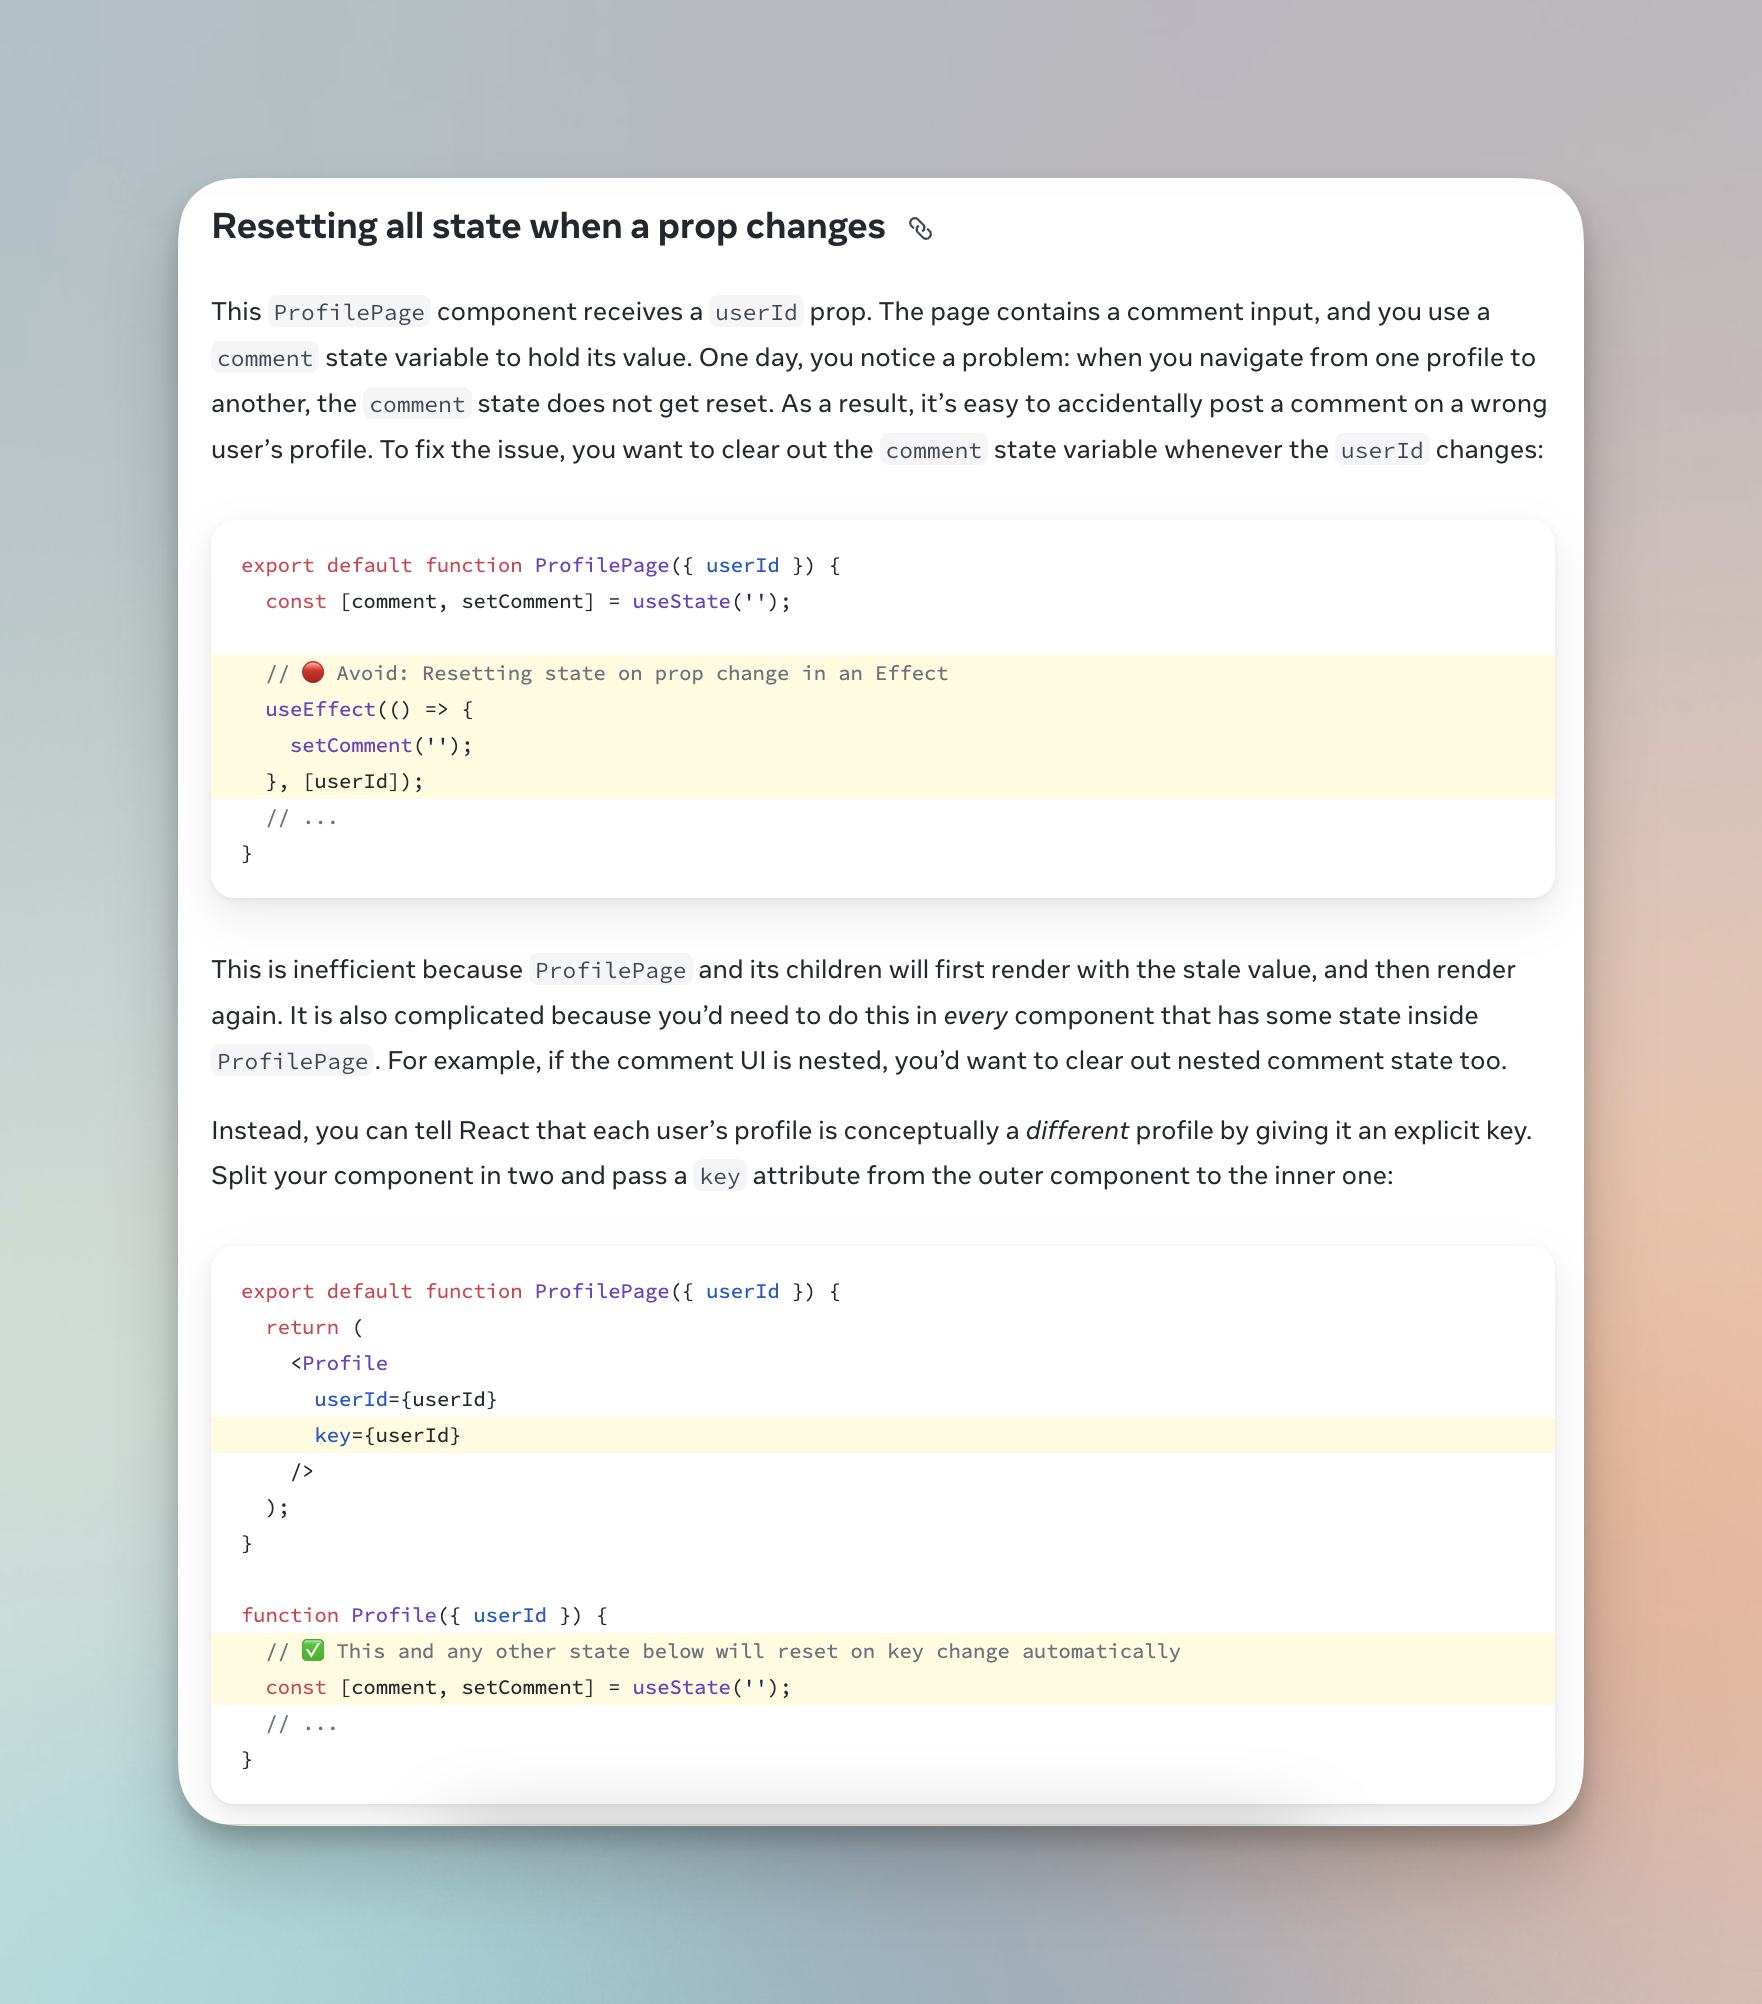 Resetting all state when a prop changes
This ProfilePage component receives a userId prop. The page contains a comment input, and you use a
comment state variable to hold its value. One day, you notice a problem: when you navigate from one profile to
another, the comment state does not get reset. As a result, it’s easy to accidentally post a comment on a wrong
user’s profile. To fix the issue, you want to clear out the comment state variable whenever the userId changes:
export default function ProfilePage({ userId }) {
  const [comment, setComment] = useState('');
  // 🔴 Avoid: Resetting state on prop change in an Effect
  useEffect(() => {
    setComment('');
  }, [userId]);
  // ...
}
This is inefficient because ProfilePage and its children will first render with the stale value, and then render
again. It is also complicated because you’d need to do this in every component that has some state inside
ProfilePage. For example, if the comment UI is nested, you’d want to clear out nested comment state too.
Instead, you can tell React that each user’s profile is conceptually a different profile by giving it an explicit key.
Split your component in two and pass a key attribute from the outer component to the inner one:
export default function ProfilePage({ userId }) {
  return (
    <Profile
      userId={userId}
      key={userId}
    />
  );
}
function Profile({ userId }) {
  // ✅ This and any other state below will reset on key change automatically
  const [comment, setComment] = useState('');
  // ...
}